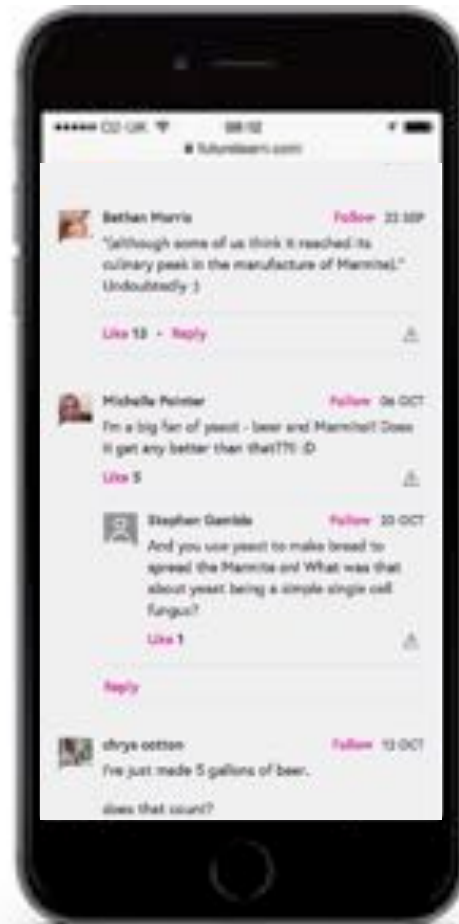 O2-UK 08:12
futurelearn.com
Bethan Morris Follow 22 SEP
"(although some of us think it reached its
culinary peak in the manufacture of Marmite)."
Undoubtedly :)
Like 13 • Reply
Michelle Painter Follow 06 OCT
I'm a big fan of yeast - beer and Marmite!! Does
it get any better than that??!! :D
Like 5
Stephen Follow 20 OCT
And you use yeast to make bread to
spread the Marmite on! What was that
about yeast being a simple single cell
fungus?
Like 1
Reply
chrys cotton Follow 12 OCT
I've just made 5 gallons of beer.
does that count?